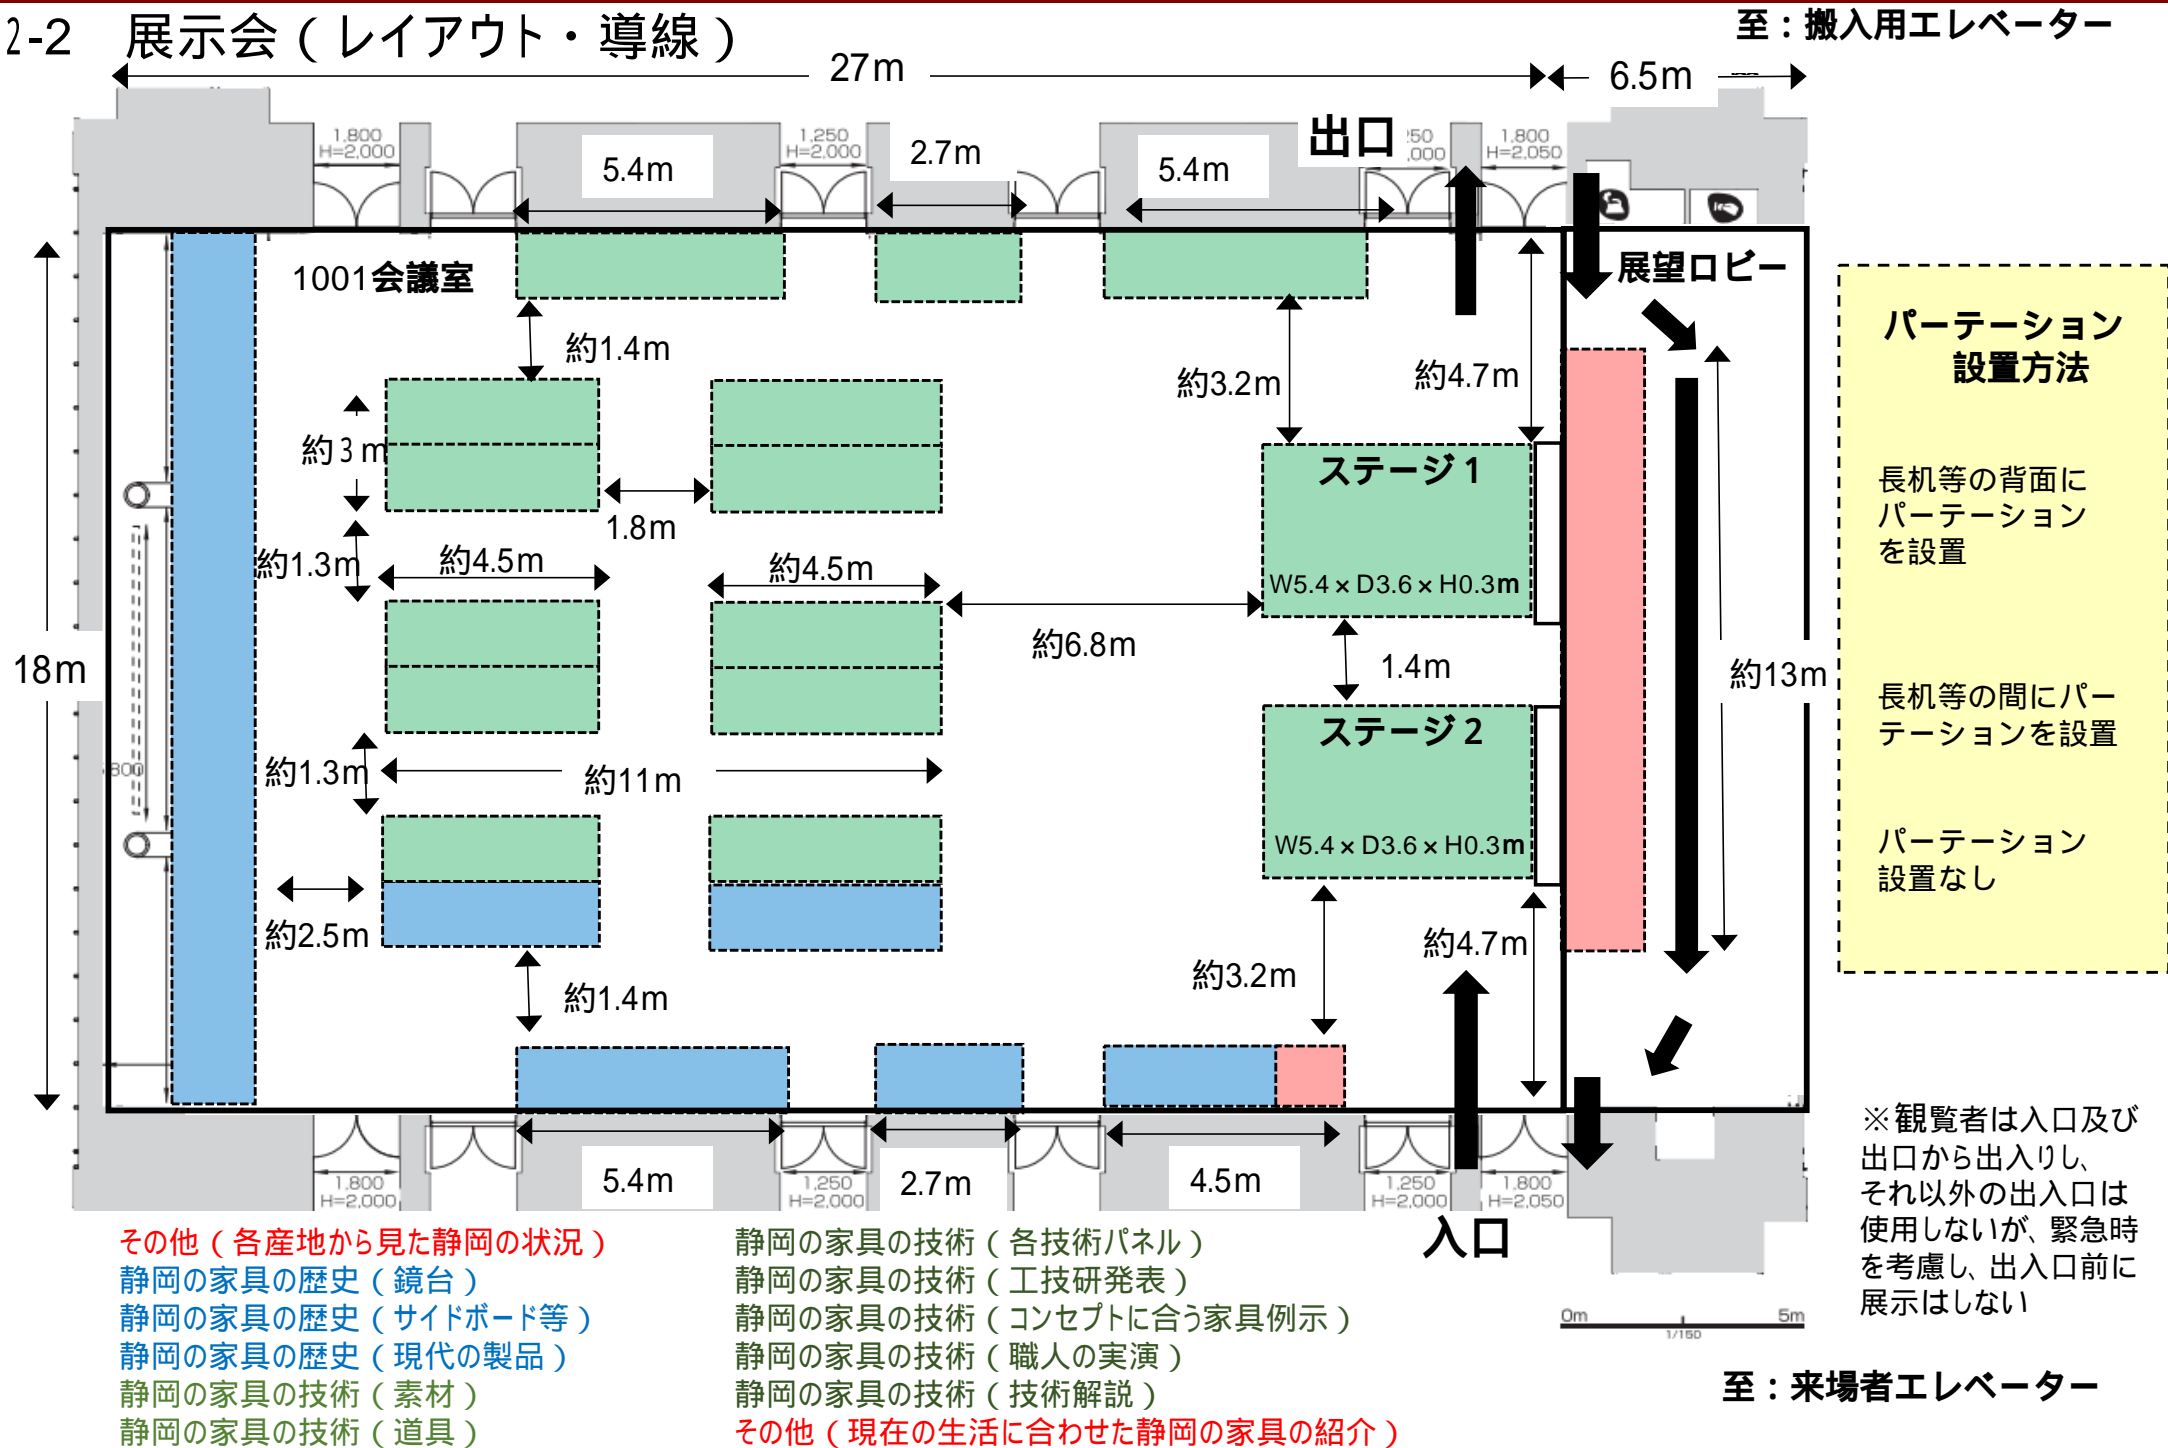 2-2　展示会（レイアウト・導線）
至：搬入用エレベーター
27m
6.5m
1,800
H=2,000
5.4m
1,250
H=2,000
2.7m
5.4m
出口
50
,000
1,800
H=2,050
1001会議室
展望ロビー
約1.4m
約3.2m
約4.7m
約3m
1.8m
ステージ1
W5.4×D3.6×H0.3m
約1.3m
約4.5m
約4.5m
約6.8m
1.4m
18m
約13m
ステージ2
W5.4×D3.6×H0.3m
約1.3m
約11m
800
約2.5m
約1.4m
約3.2m
約4.7m
パーテーション
設置方法
長机等の背面に
パーテーション
を設置
長机等の間にパー
テーションを設置
パーテーション
設置なし
1,800
H=2,000
5.4m
1,250
H=2,000
2.7m
4.5m
1,250
H=2,000
1,800
H=2,050
入口
※観覧者は入口及び
出口から出入りし、
それ以外の出入口は
使用しないが、緊急時
を考慮し、出入口前に
展示はしない
0m
5m
1/150
至：来場者エレベーター
その他（各産地から見た静岡の状況）
静岡の家具の歴史（鏡台）
静岡の家具の歴史（サイドボード等）
静岡の家具の歴史（現代の製品）
静岡の家具の技術（素材）
静岡の家具の技術（道具）
静岡の家具の技術（各技術パネル）
静岡の家具の技術（工技研発表）
静岡の家具の技術（コンセプトに合う家具例示）
静岡の家具の技術（職人の実演）
静岡の家具の技術（技術解説）
その他（現在の生活に合わせた静岡の家具の紹介）